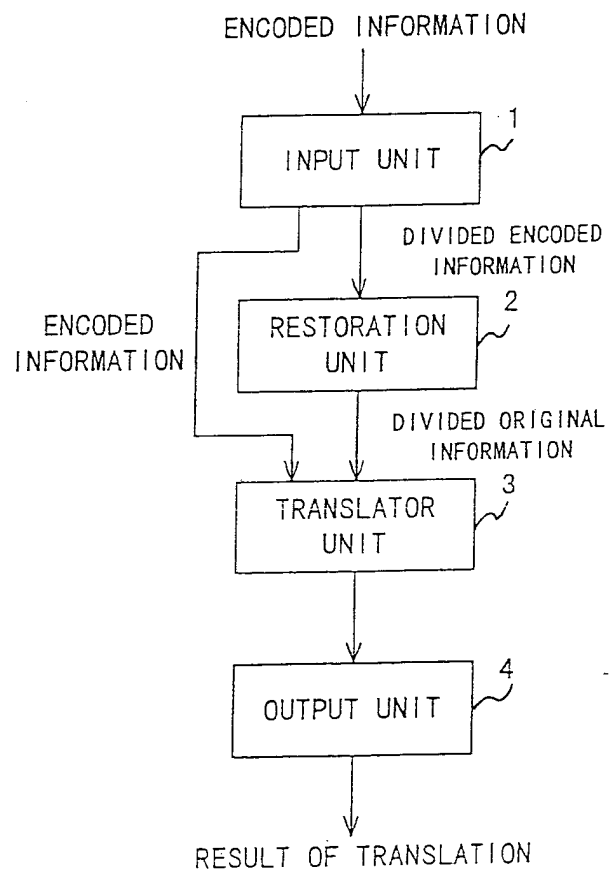 ENCODED INFORMATION
1
INPUT UNIT
DIVIDED ENCODED
INFORMATION
2
RESTORATION
UNIT
ENCODED
INFORMATION
DIVIDED ORIGINAL
INFORMATION
3
TRANSLATOR
UNIT
4
OUTPUT UNIT
RESULT OF TRANSLATION